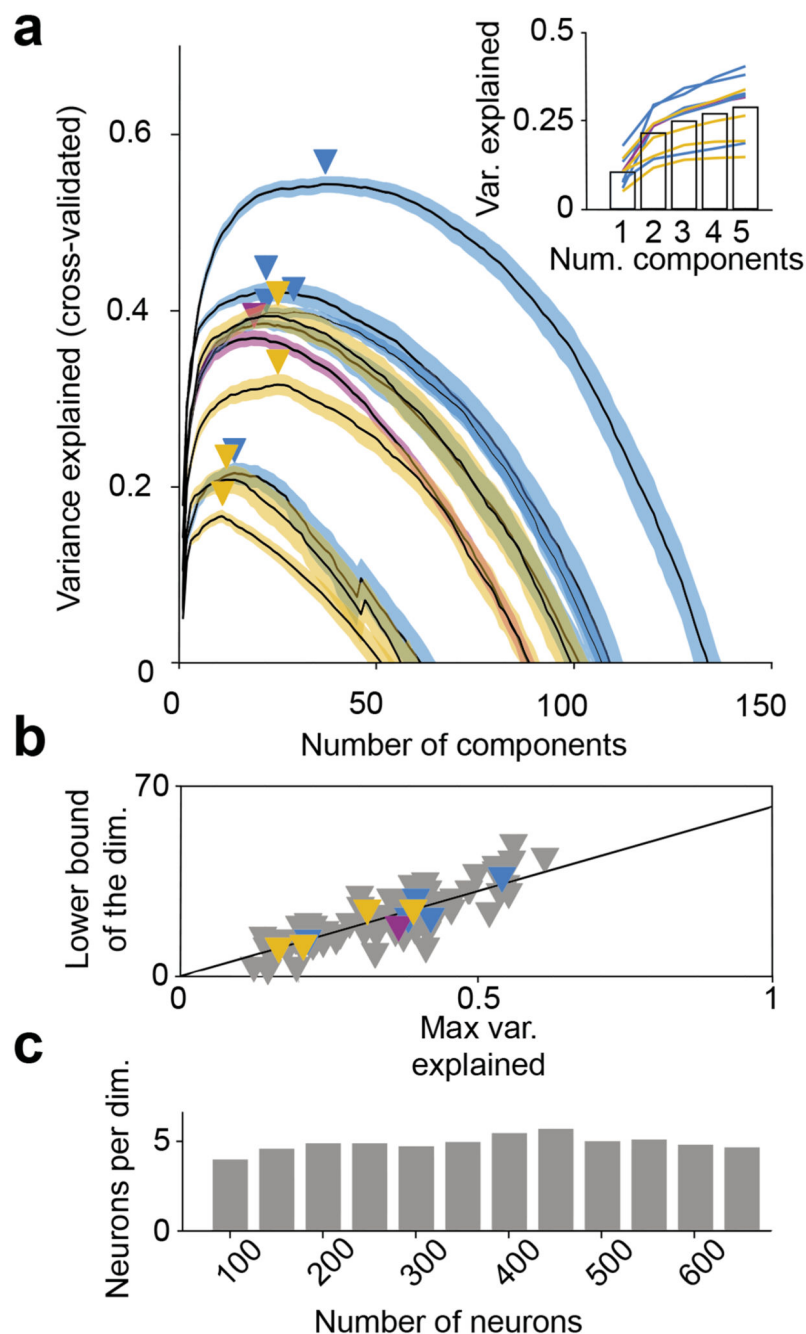 a
Variance explained (cross-validated)
0.6
0.4
0.2
0
0
50
100
150
Number of components
Var. explained
0.5
0.25
0
1 2 3 4 5
Num. components
b
Lower bound
of the dim.
70
0
0
0.5
1
Max var.
explained
c
Neurons per dim.
5
0
100
200
300
400
500
600
Number of neurons